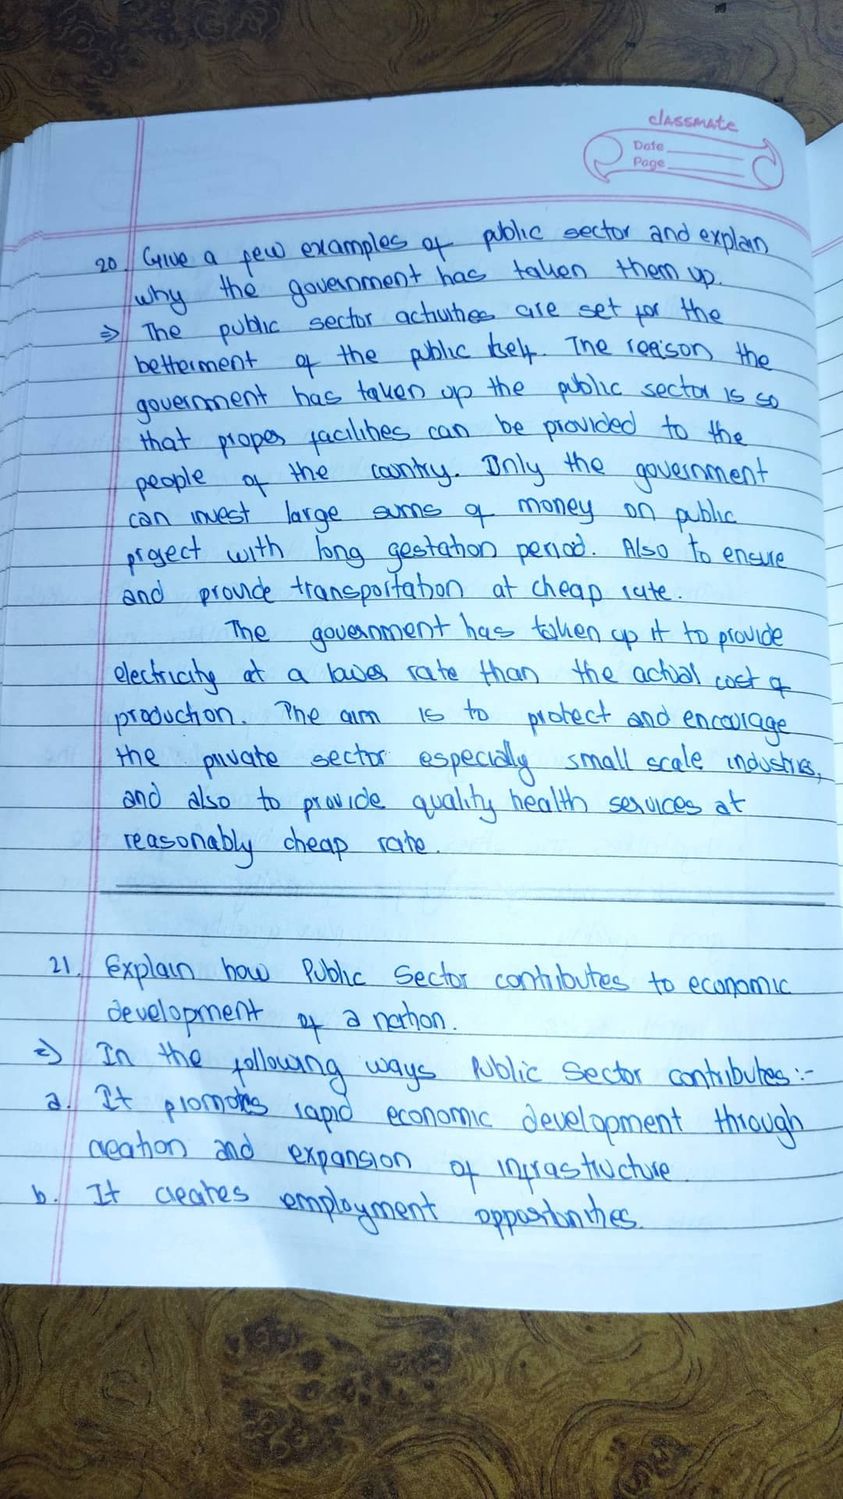 classmate
Date
Page
20. Give a few examples of public sector and explain
why the government has taken them up.
⇒ The public sector activities are set for the
betterment of the public itself. The reason the
government has taken up the public sector is so
that proper facilities can be provided to the
people of the country. Only the government
can invest large sums of money on public
project with long gestation period. Also to ensure
and provide transportation at cheap rate.
The government has taken up it to provide
electricity at a lower rate than the actual cost of
production. The aim is to protect and encourage
the private sector especially small scale industries,
and also to provide quality health services at
reasonably cheap rate.
21. Explain how Public Sector contributes to economic
development of a nation.
⇒ In the following ways Public Sector contributes:-
a. It promotes rapid economic development through
creation and expansion of infrastructure.
b. It creates employment opportunities.